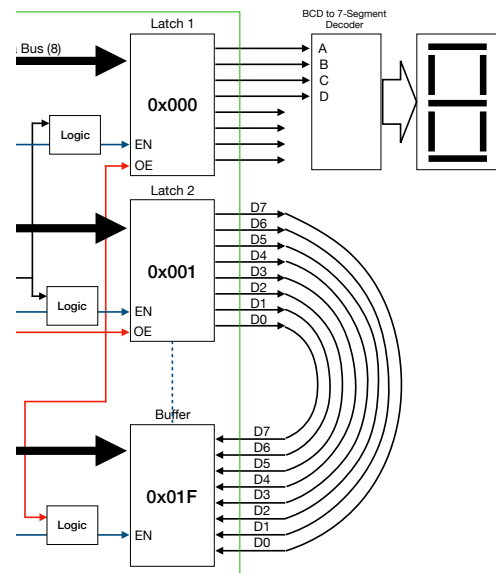 Latch 1
BCD to 7-Segment
Decoder
Bus (8)
A
B
C
D
0x000
Logic
EN
OE
Latch 2
D7
D6
D5
D4
D3
D2
D1
D0
0x001
Logic
EN
OE
Buffer
D7
D6
D5
D4
D3
D2
D1
D0
0x01F
Logic
EN